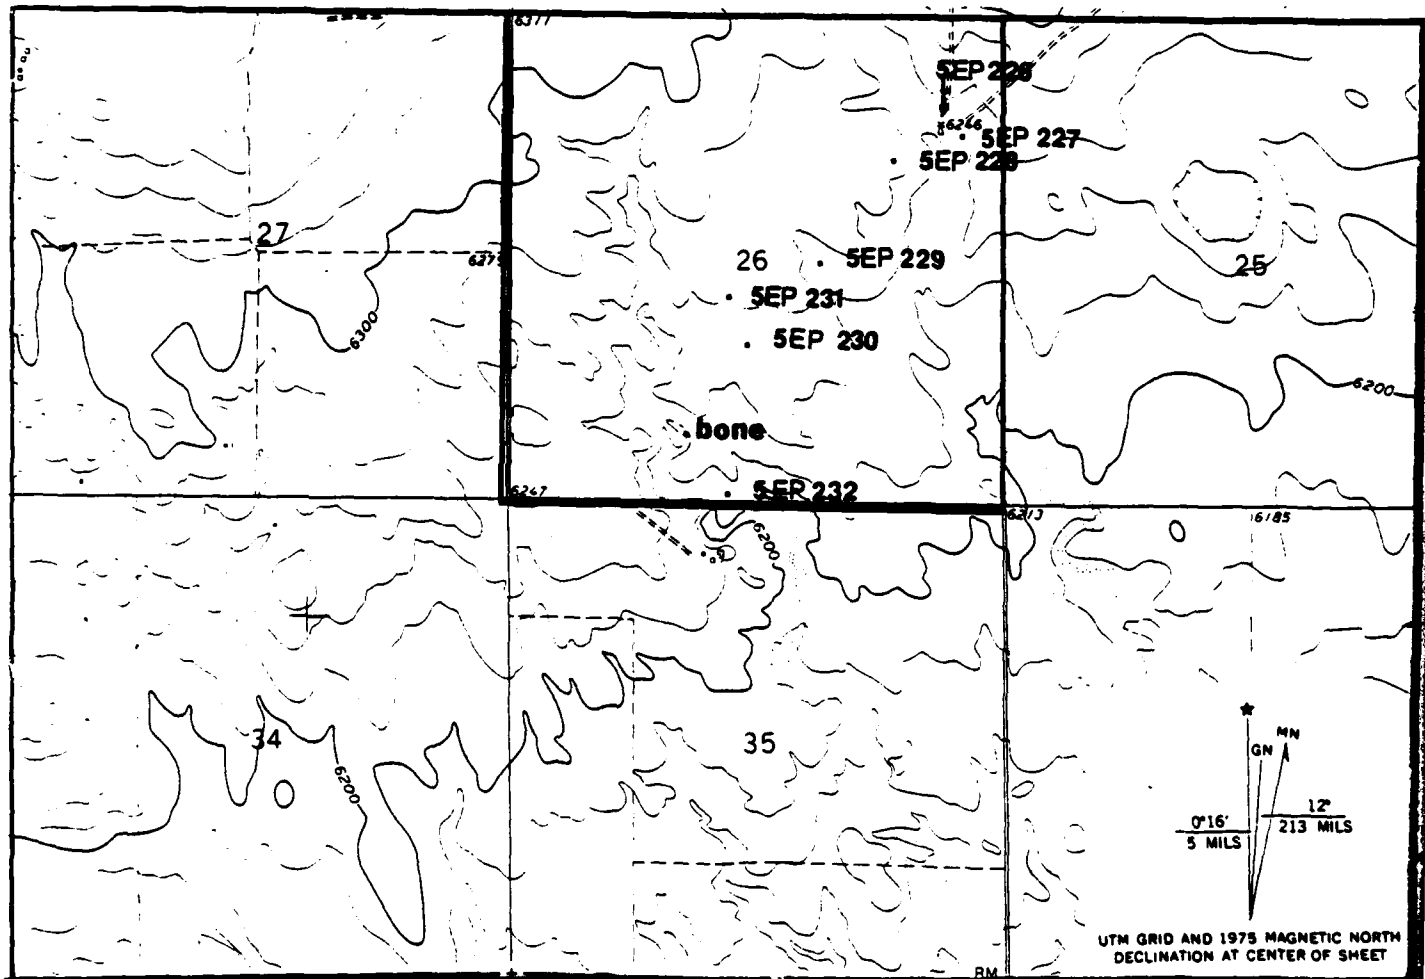 6377
5EP 226
6246
5EP 227
5EP 228
27
6300
26
5EP 229
25
5EP 231
5EP 230
6200
bone
6247
5EP 232
6213
6185
6200
34
35
6200
MN
GN
0°16'
5 MILS
12°
213 MILS
UTM GRID AND 1975 MAGNETIC NORTH
DECLINATION AT CENTER OF SHEET